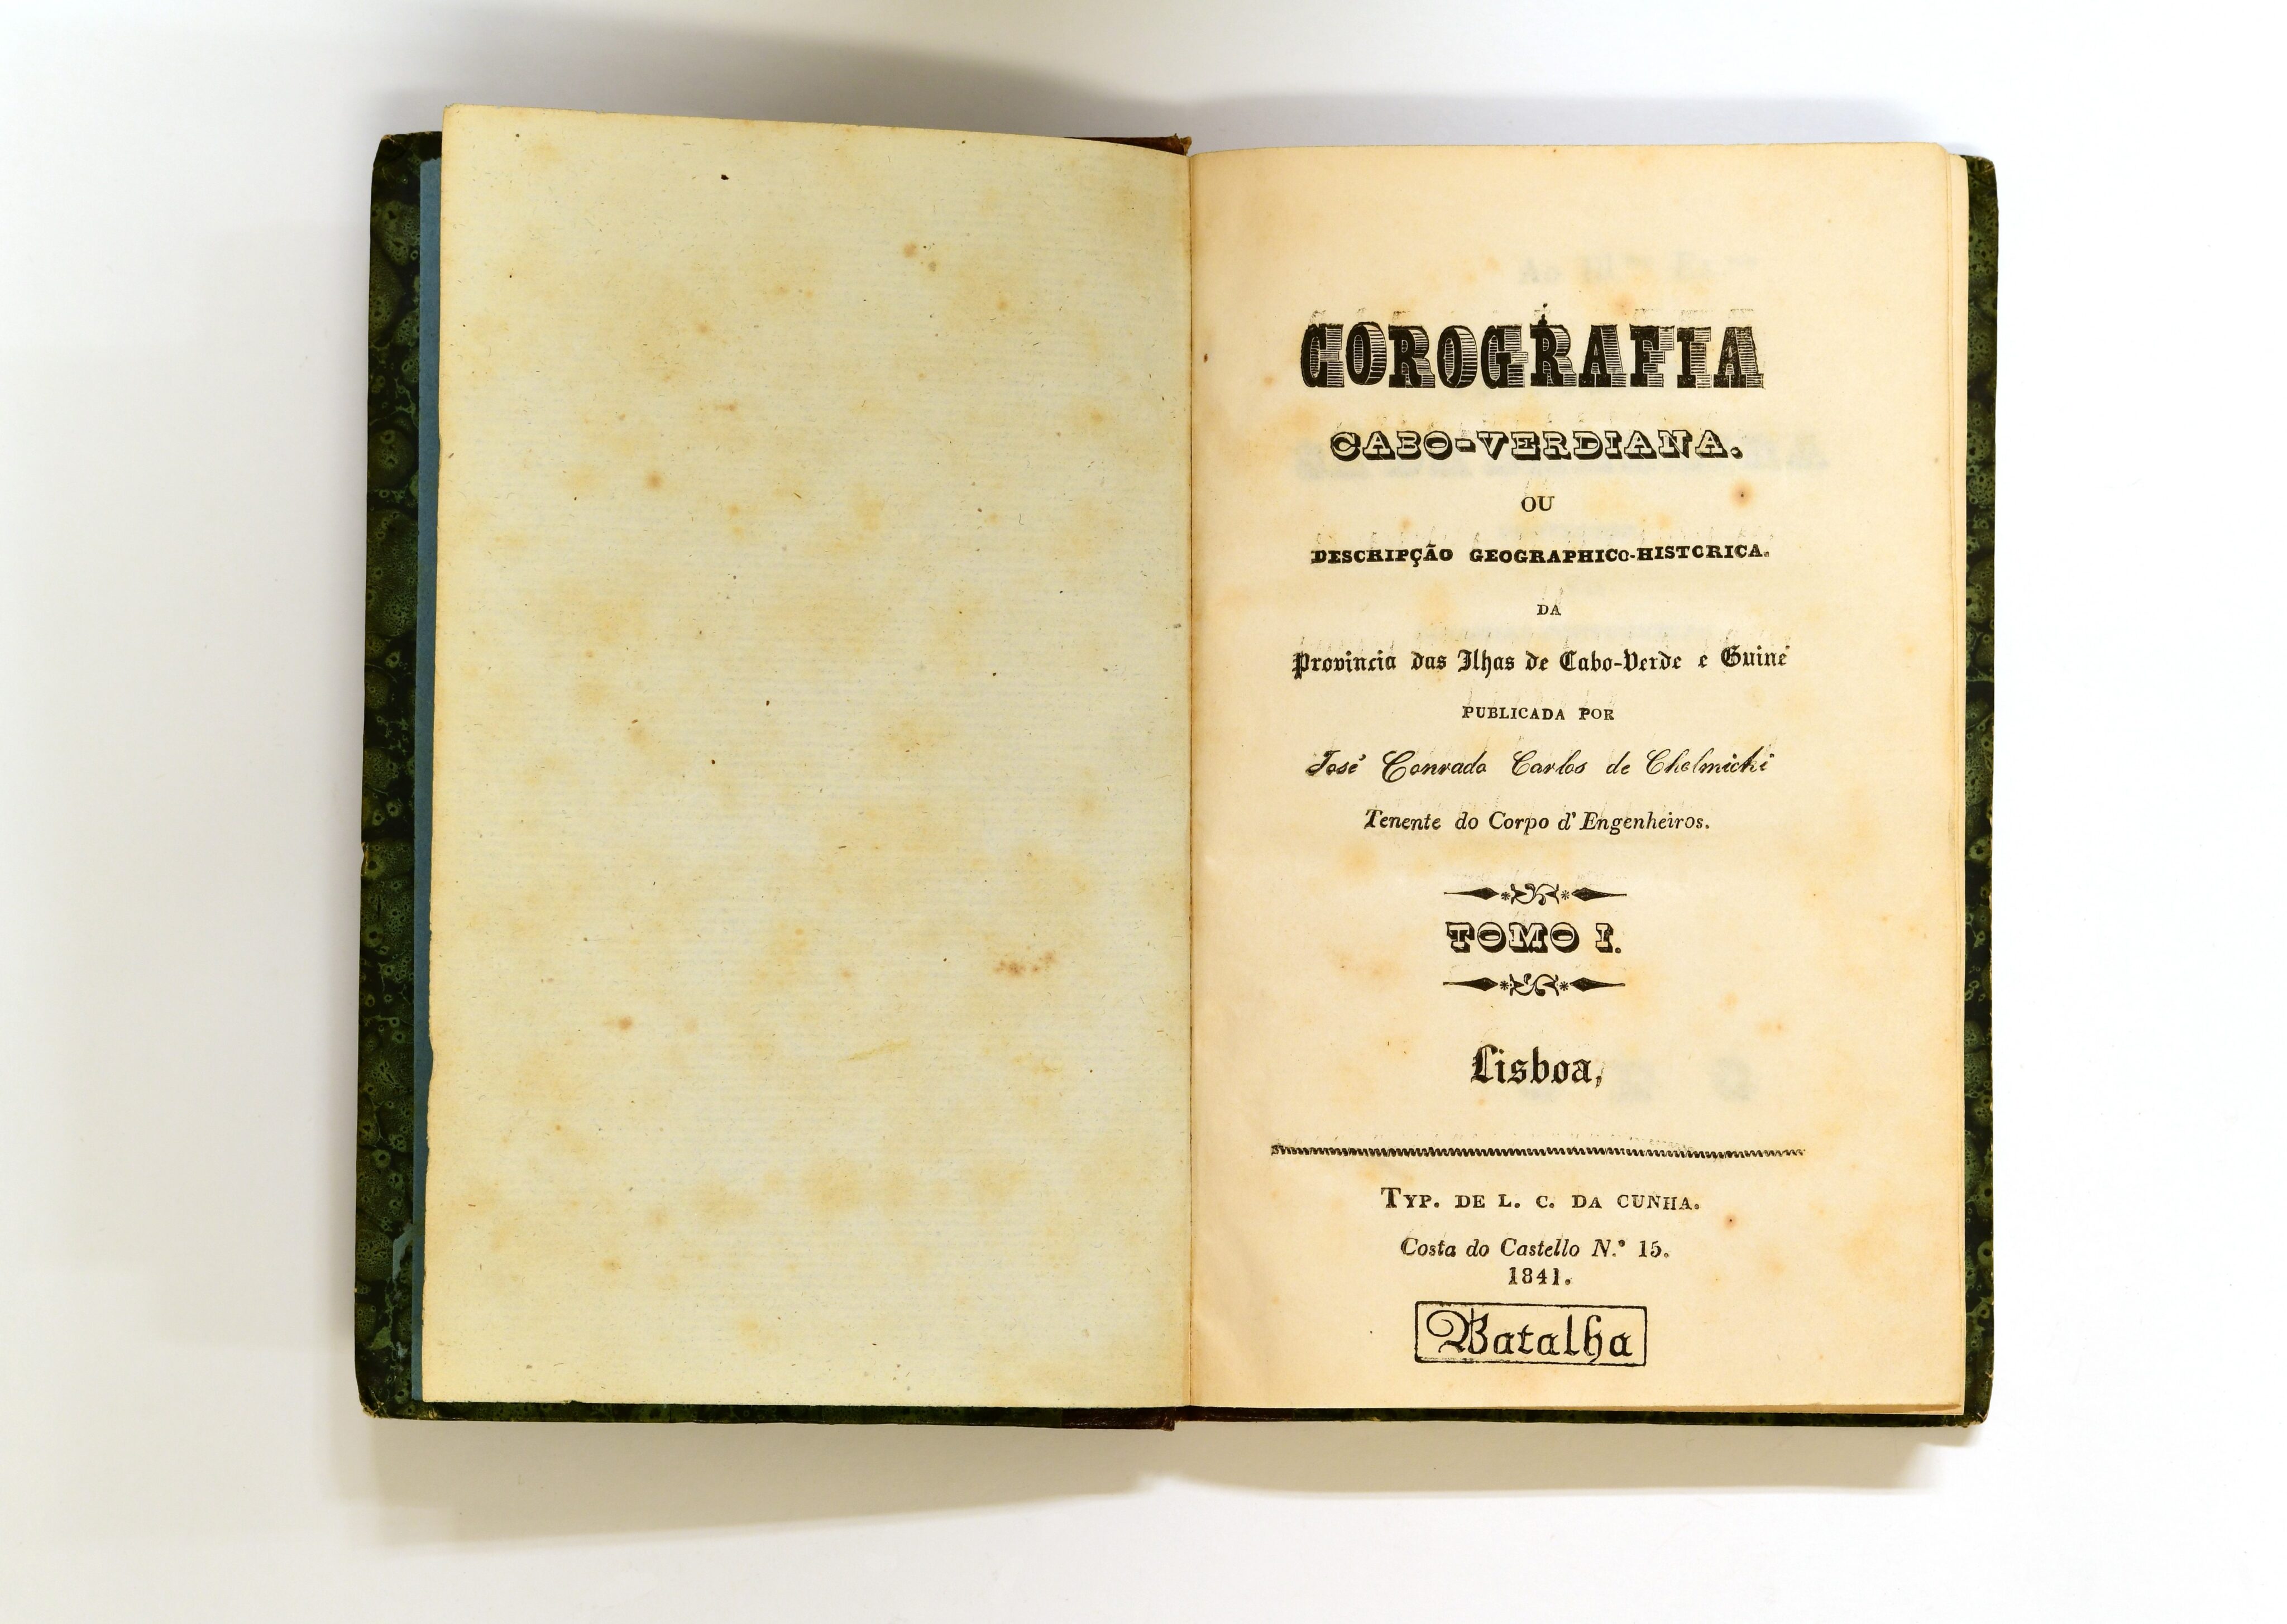 COROGRAFIA
CABO-VERDIANA.
OU
DESCRIPÇÃO GEOGRAPHICO-HISTORICA.
DA
Provincia das Ilhas de Cabo-Verde e Guiné
PUBLICADA POR
José Conrado Carlos de Chelmicki
Tenente do Corpo d'Engenheiros.
TOMO I.
Lisboa,
TYP. DE L. C. DA CUNHA.
Costa do Castello N.º 15.
1841.
Batalha